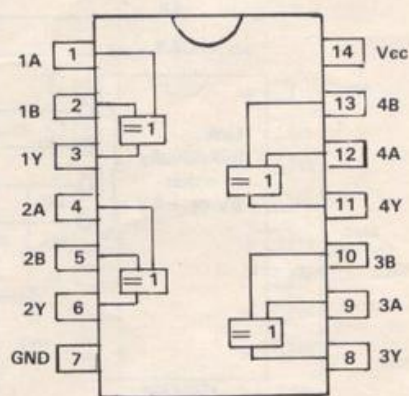 1A 1 14 Vcc
1B 2 13 4B
= 1
1Y 3 12 4A
= 1
2A 4 11 4Y
2B 5 10 3B
= 1
2Y 6 9 3A
= 1
GND 7 8 3Y